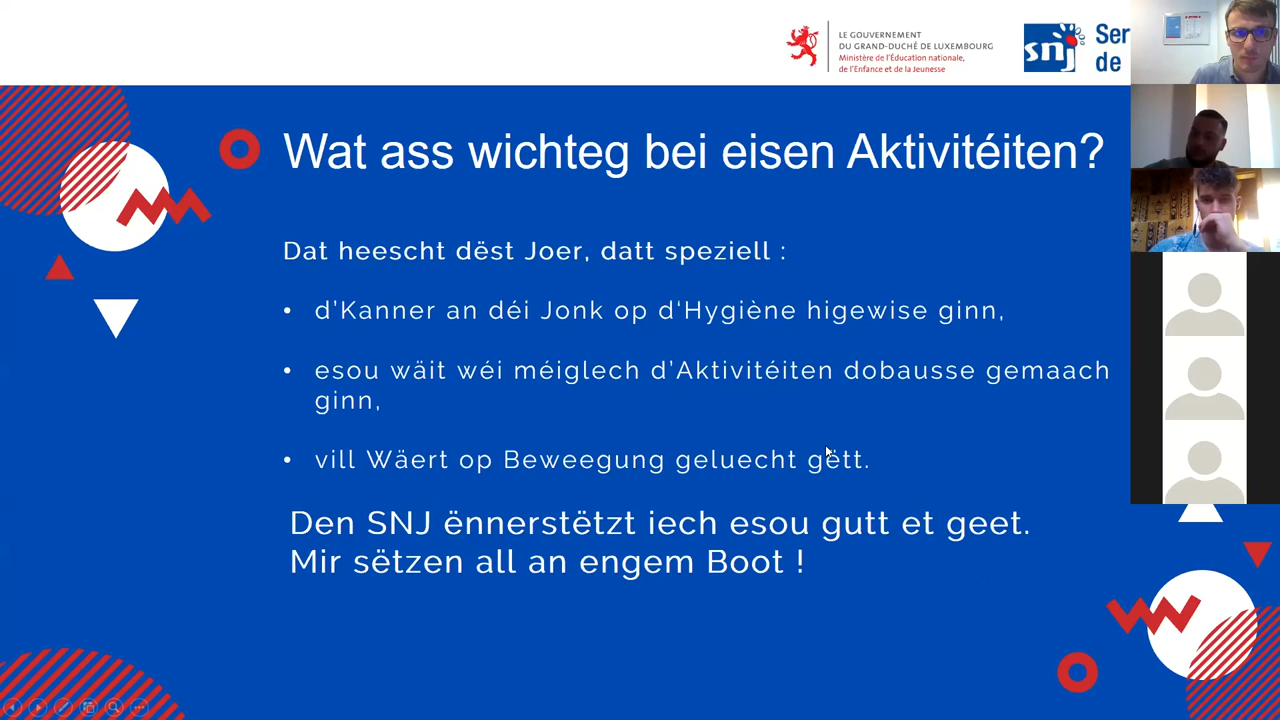 LE GOUVERNEMENT
DU GRAND-DUCHÉ DE LUXEMBOURG
Ministère de l'Éducation nationale,
de l'Enfance et de la Jeunesse
snj
Ser
de
Wat ass wichteg bei eisen Aktivitéiten?
Dat heescht dëst Joer, datt speziell :
• d'Kanner an déi Jonk op d‘Hygiène higewise ginn,
• esou wäit wéi méiglech d'Aktivitéiten dobausse gemaach
ginn,
• vill Wäert op Beweegung geluecht gëtt.
Den SNJ ënnerstëtzt iech esou gutt et geet.
Mir sëtzen all an engem Boot !